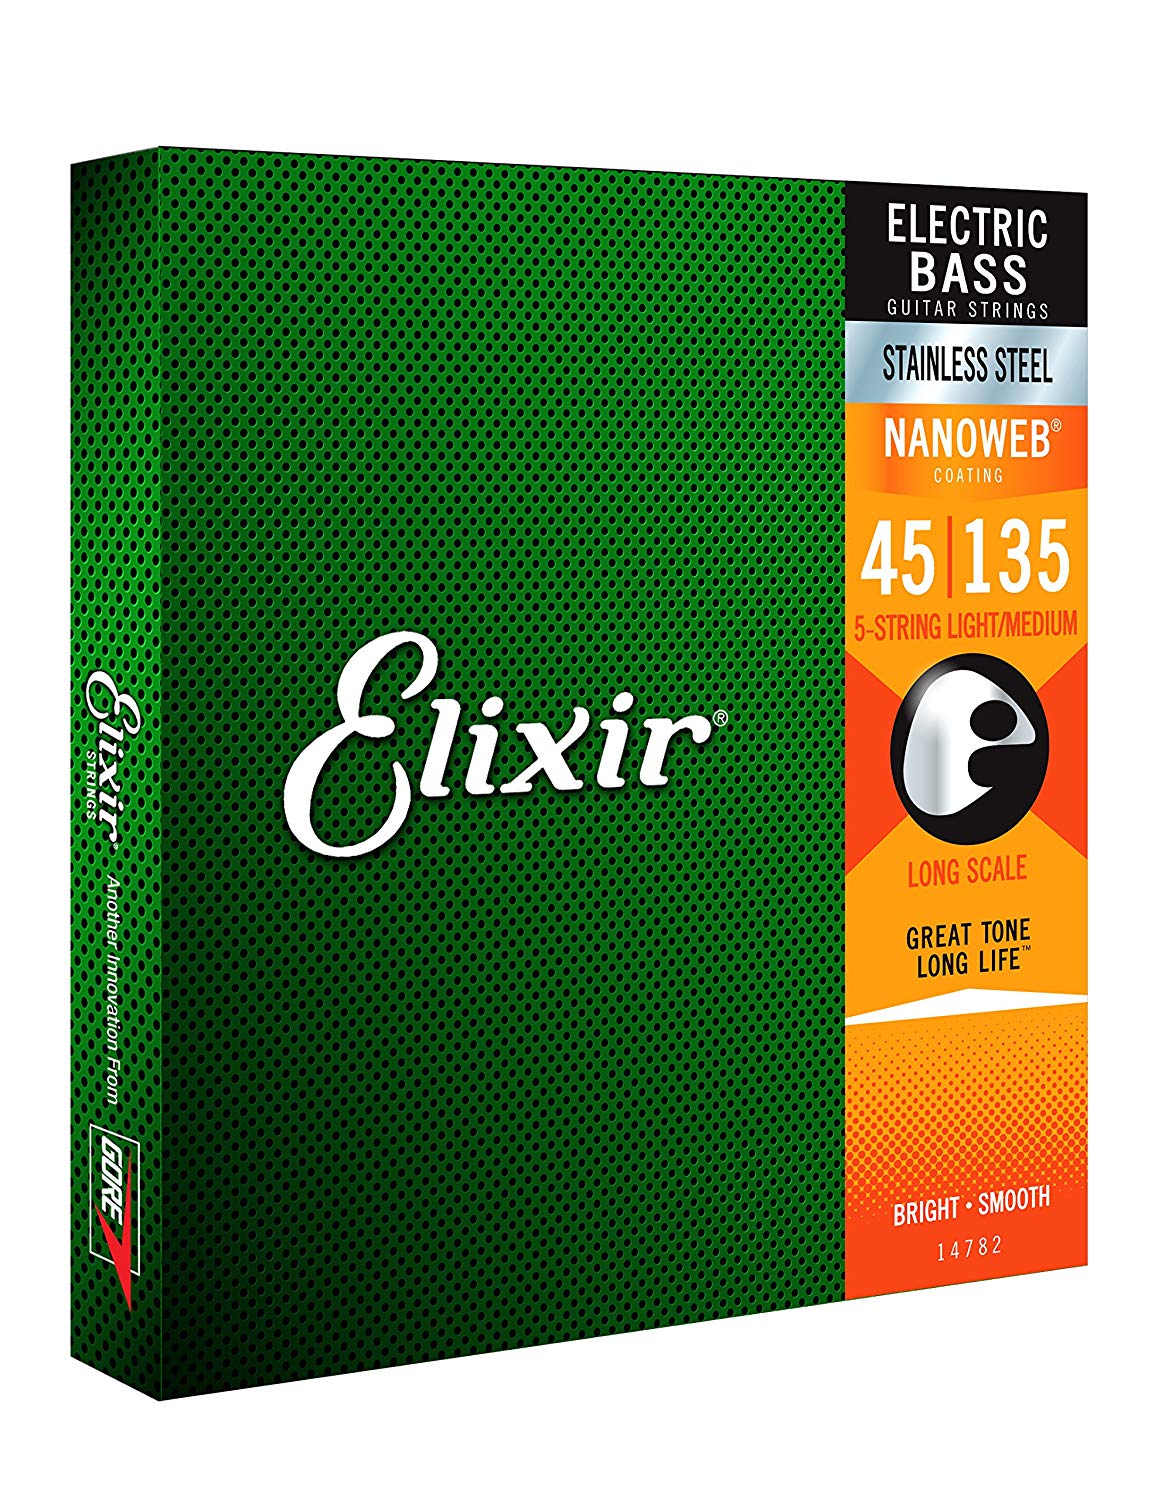 Elixir®
STRINGS
Another Innovation From
GORE
Elixir®
ELECTRIC
BASS
GUITAR STRINGS
STAINLESS STEEL
NANOWEB®
COATING
45|135
5-STRING LIGHT/MEDIUM
LONG SCALE
GREAT TONE
LONG LIFE™
BRIGHT • SMOOTH
14782